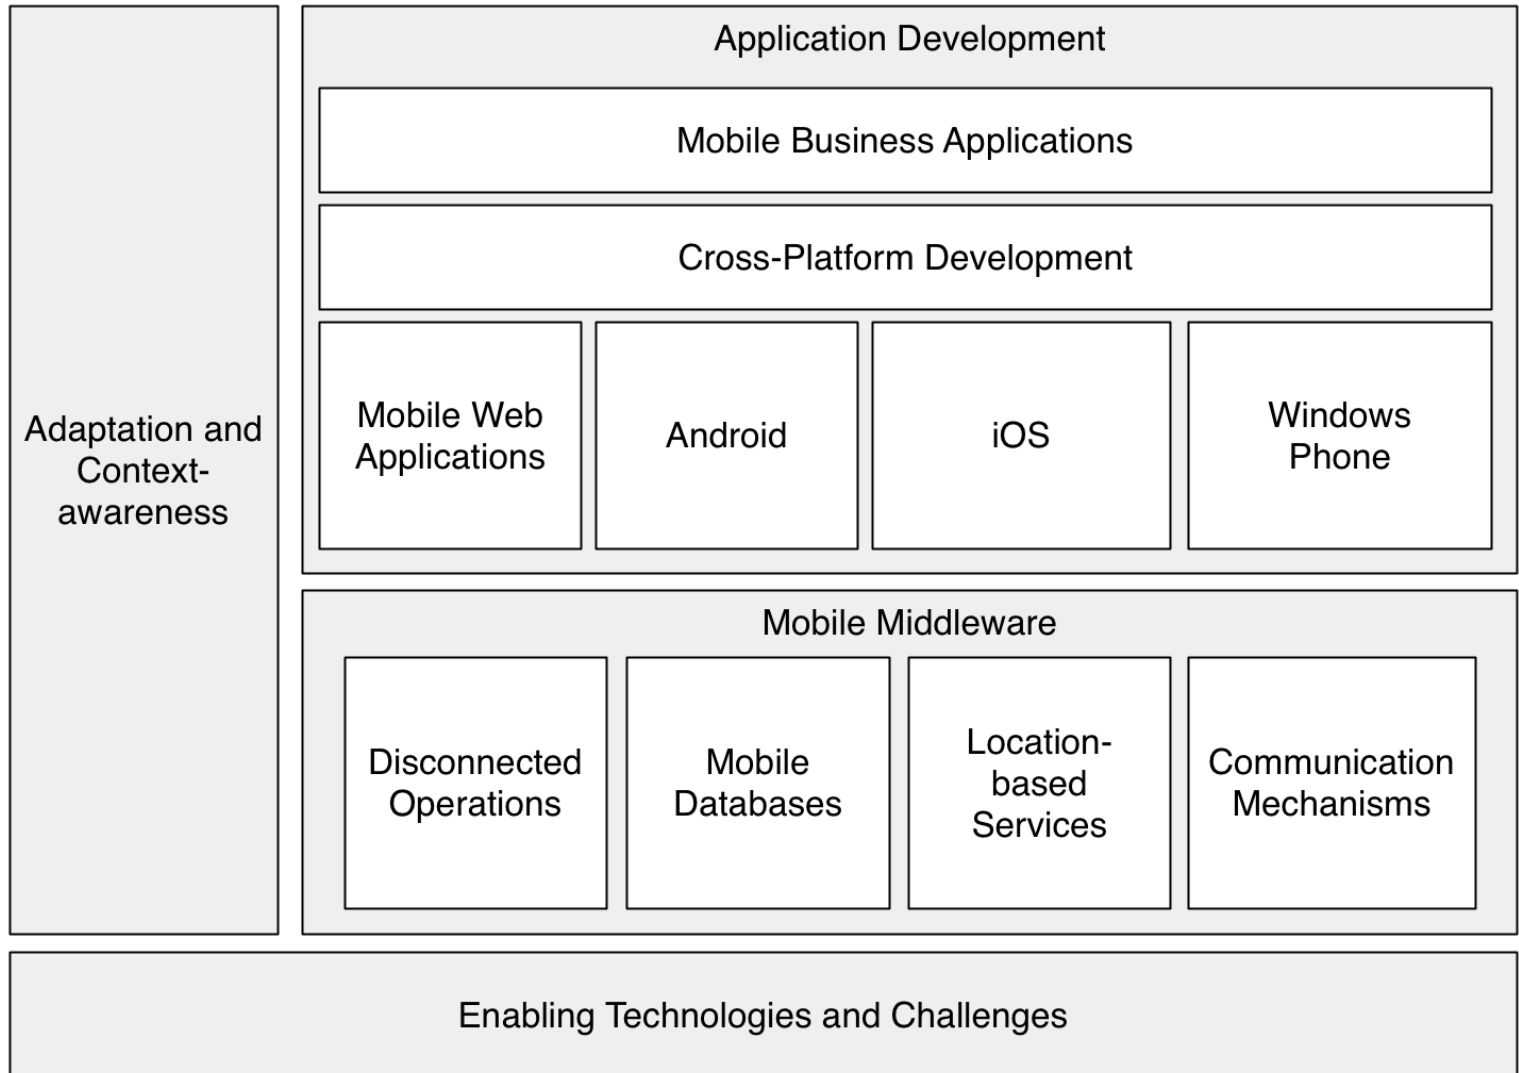 Application Development
Mobile Business Applications
Cross-Platform Development
Mobile Web
Applications
Android
iOS
Windows
Phone
Adaptation and
Context-
awareness
Mobile Middleware
Disconnected
Operations
Mobile
Databases
Location-
based
Services
Communication
Mechanisms
Enabling Technologies and Challenges